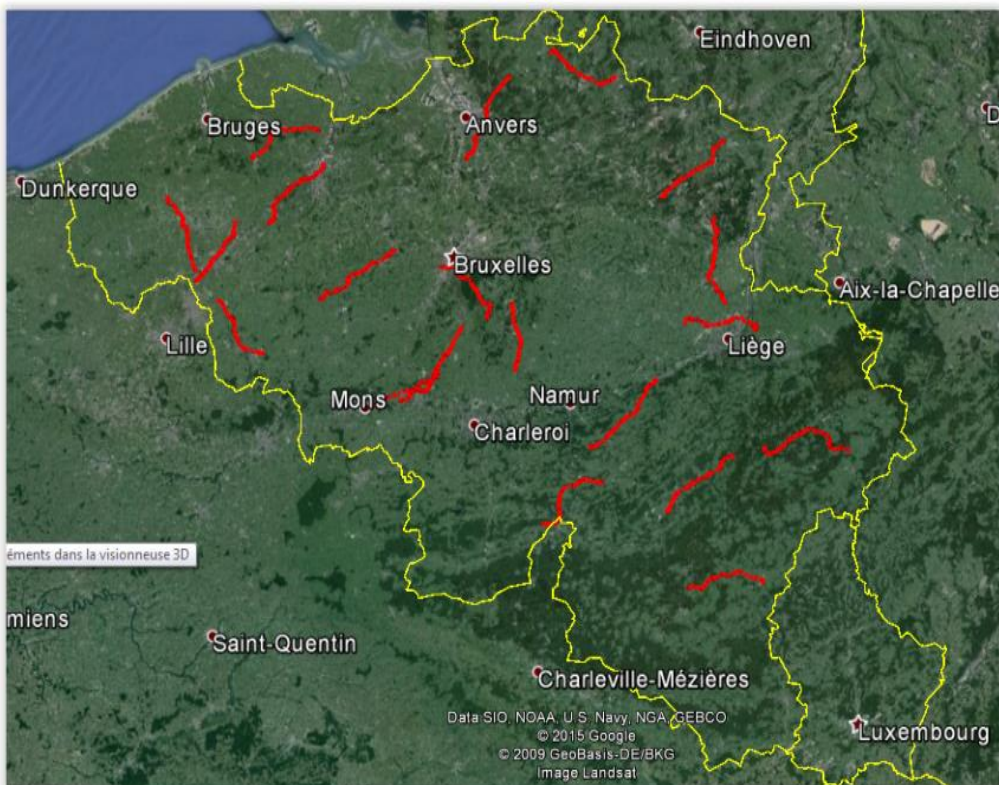 Eindhoven
Bruges
Anvers
D
Dunkerque
Bruxelles
Aix-la-Chapelle
Lille
Liège
Mons
Namur
Charleroi
éments dans la visionneuse 3D
miens
Saint-Quentin
Charleville-Mézières
Data SIO, NOAA, U.S. Navy, NGA, GEBCO
© 2015 Google
Luxembourg
© 2009 GeoBasis-DE/BKG
Image Landsat